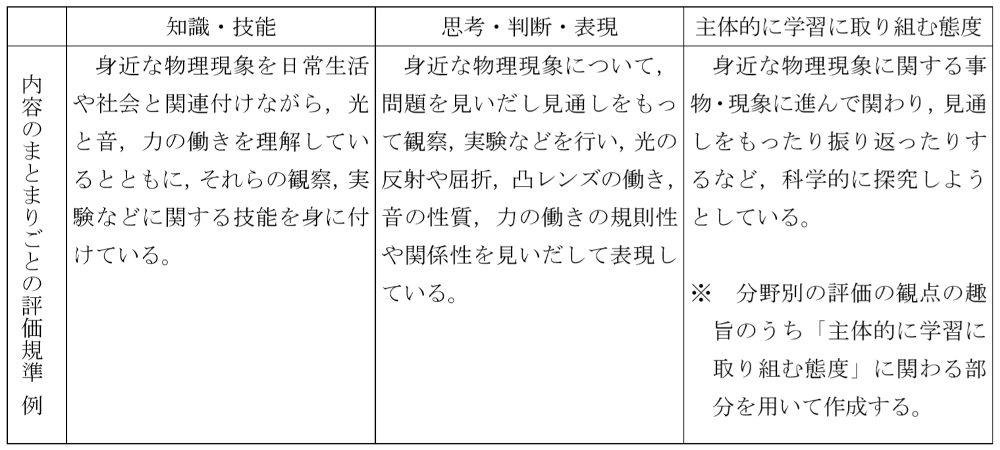 知識・技能
思考・判断・表現
主体的に学習に取り組む態度
内容のまとまりごとの評価規準 例
身近な物理現象を日常生活
や社会と関連付けながら，光
と音，力の働きを理解してい
るとともに，それらの観察，実
験などに関する技能を身に付
けている。
身近な物理現象について，
問題を見いだし見通しをもっ
て観察，実験などを行い，光の
反射や屈折，凸レンズの働き，
音の性質，力の働きの規則性
や関係性を見いだして表現し
ている。
身近な物理現象に関する事
物・現象に進んで関わり，見通
しをもったり振り返ったりす
るなど，科学的に探究しよう
としている。
※　分野別の評価の観点の趣
旨のうち「主体的に学習に
取り組む態度」に関わる部
分を用いて作成する。